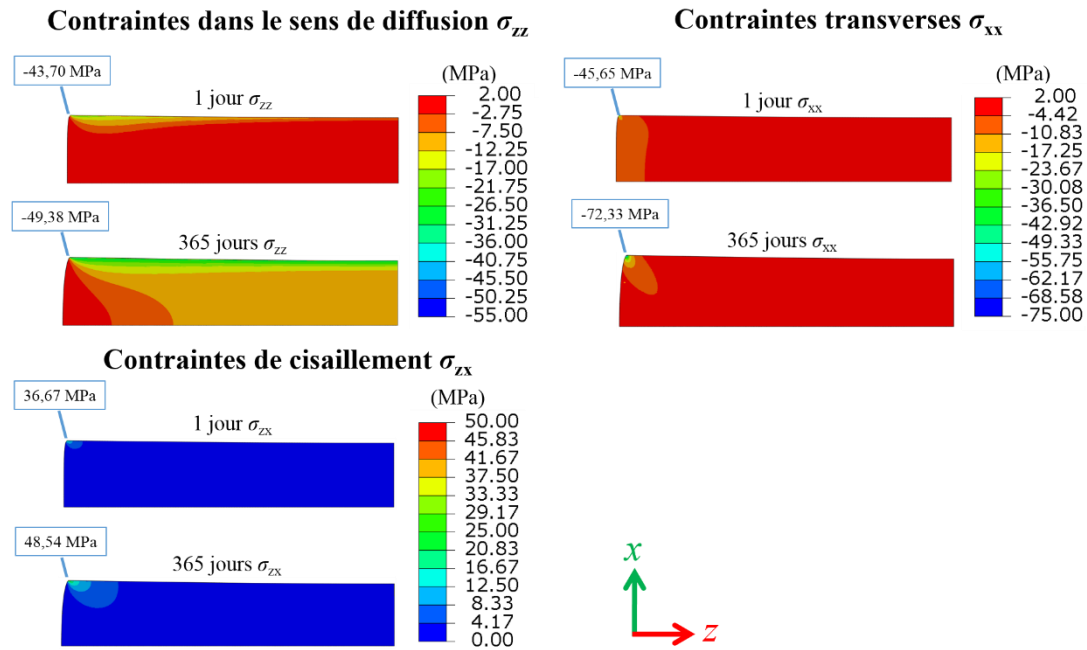 Contraintes dans le sens de diffusion σzz
Contraintes transverses σxx
-43,70 MPa
1 jour σzz
-49,38 MPa
365 jours σzz
(MPa)
2.00
-2.75
-7.50
-12.25
-17.00
-21.75
-26.50
-31.25
-36.00
-40.75
-45.50
-50.25
-55.00
-45,65 MPa
1 jour σxx
-72,33 MPa
365 jours σxx
(MPa)
2.00
-4.42
-10.83
-17.25
-23.67
-30.08
-36.50
-42.92
-49.33
-55.75
-62.17
-68.58
-75.00
Contraintes de cisaillement σzx
36,67 MPa
1 jour σzx
48,54 MPa
365 jours σzx
(MPa)
50.00
45.83
41.67
37.50
33.33
29.17
25.00
20.83
16.67
12.50
8.33
4.17
0.00
x
z